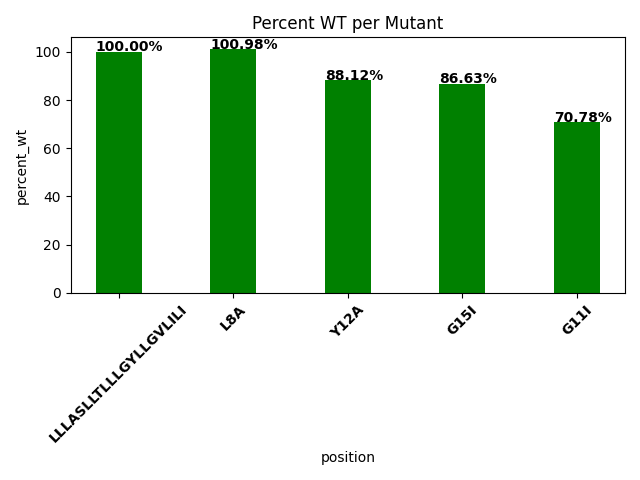 Percent WT per Mutant
percent_wt
100
80
60
40
20
0
100.00%
100.98%
88.12%
86.63%
70.78%
LLLASLLTLLLGYLLGVLILI
L8A
Y12A
G15I
G11I
position